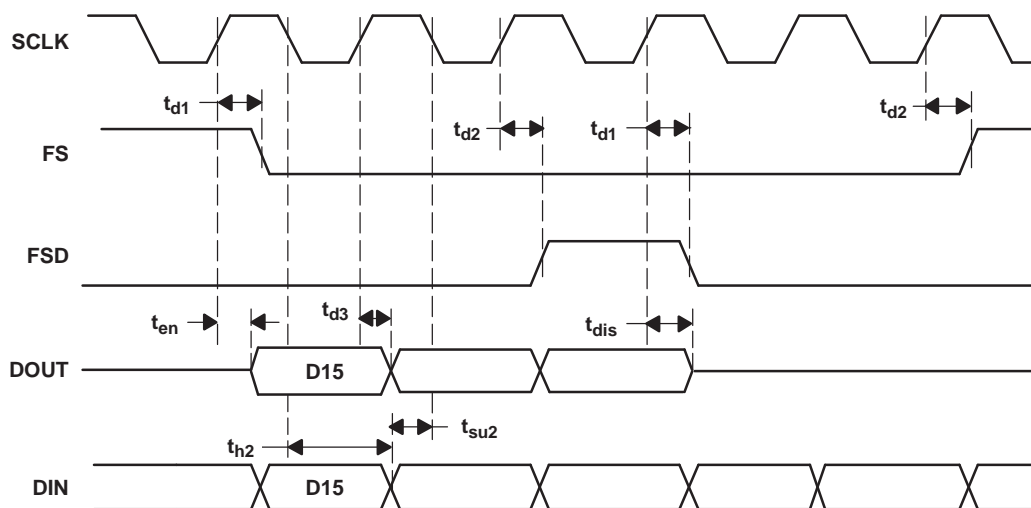 SCLK
t_d1
t_d2
t_d1
t_d2
FS
FSD
t_en
t_d3
t_dis
DOUT
D15
t_h2
t_su2
DIN
D15